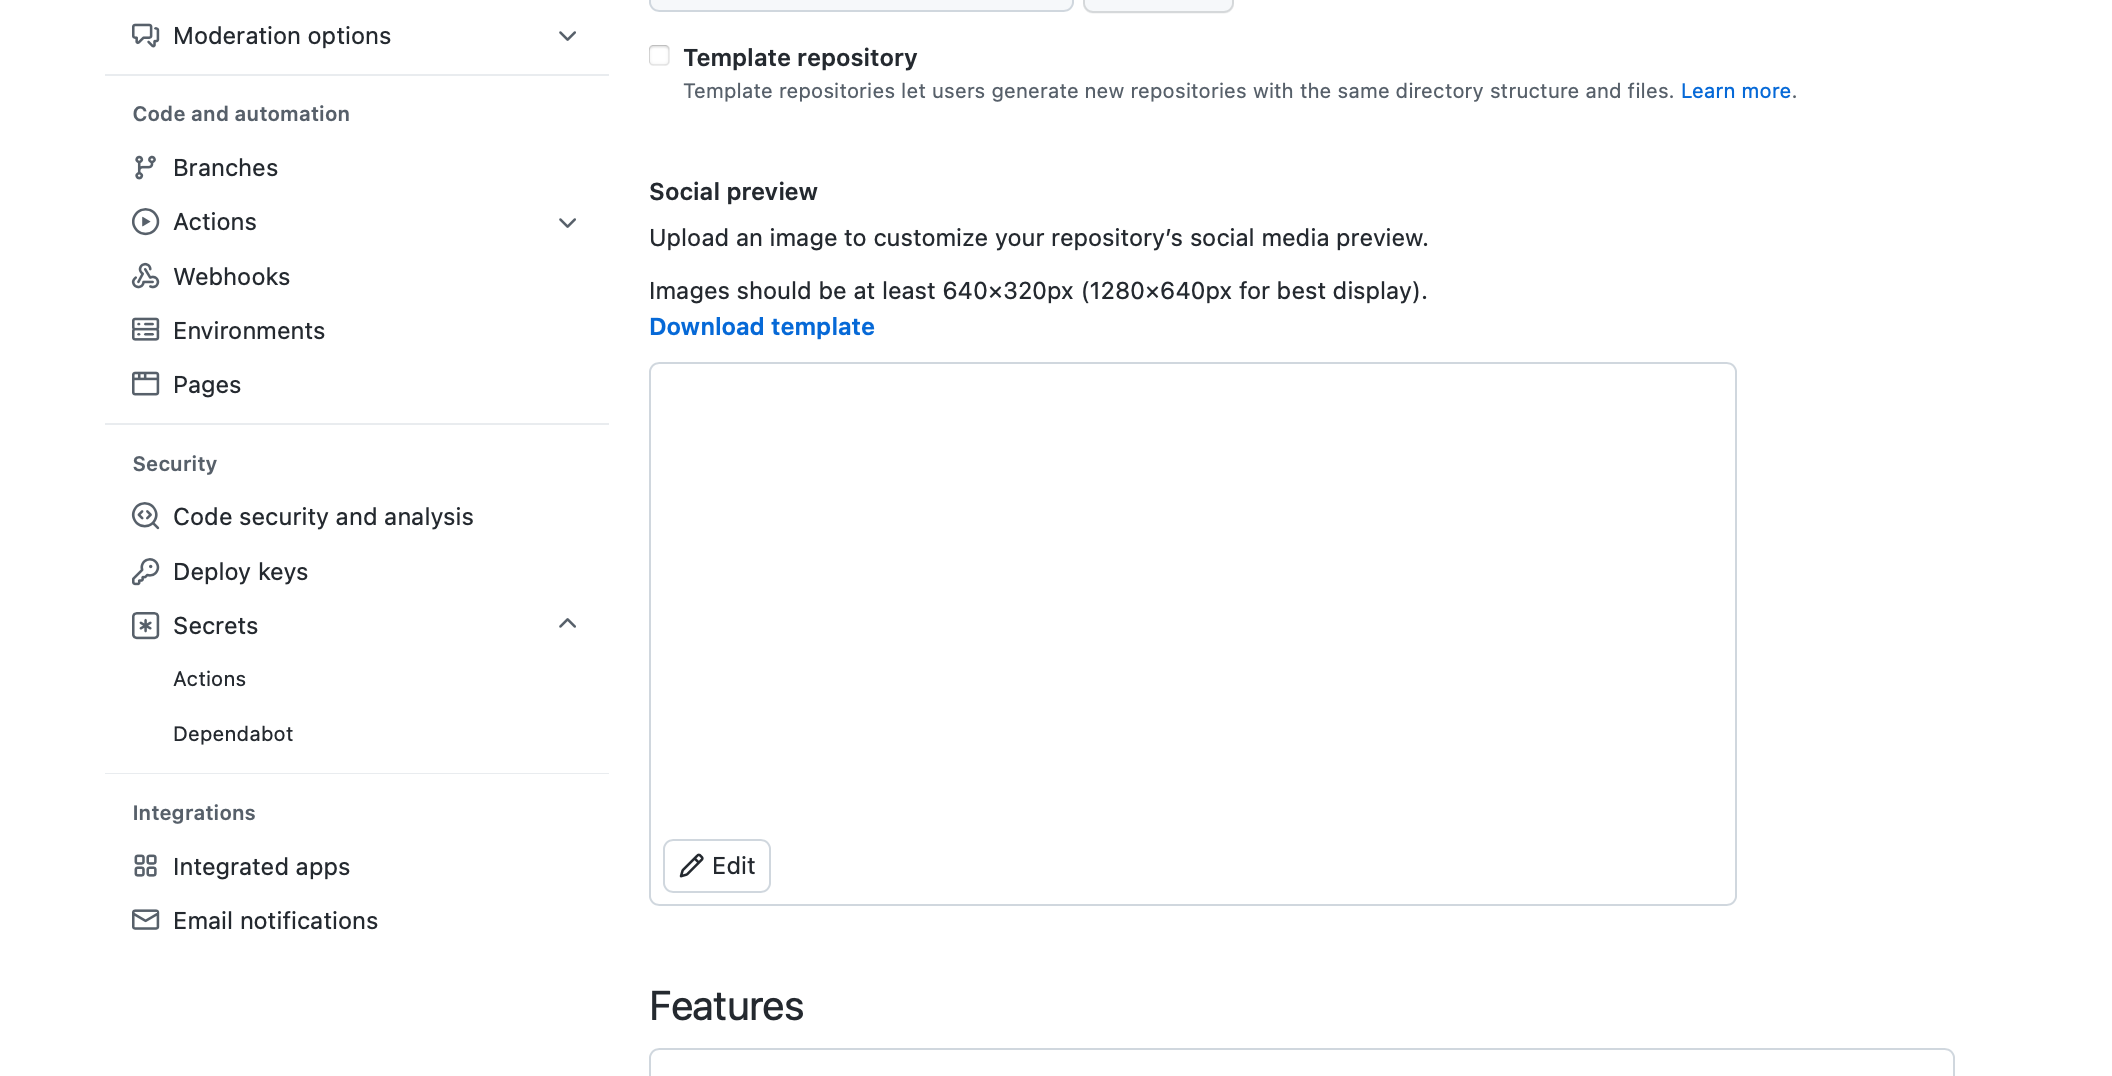 Moderation options
Code and automation
Branches
Actions
Webhooks
Environments
Pages
Security
Code security and analysis
Deploy keys
Secrets
Actions
Dependabot
Integrations
Integrated apps
Email notifications
Template repository
Template repositories let users generate new repositories with the same directory structure and files. Learn more.
Social preview
Upload an image to customize your repository’s social media preview.
Images should be at least 640×320px (1280×640px for best display).
Download template
Edit
Features